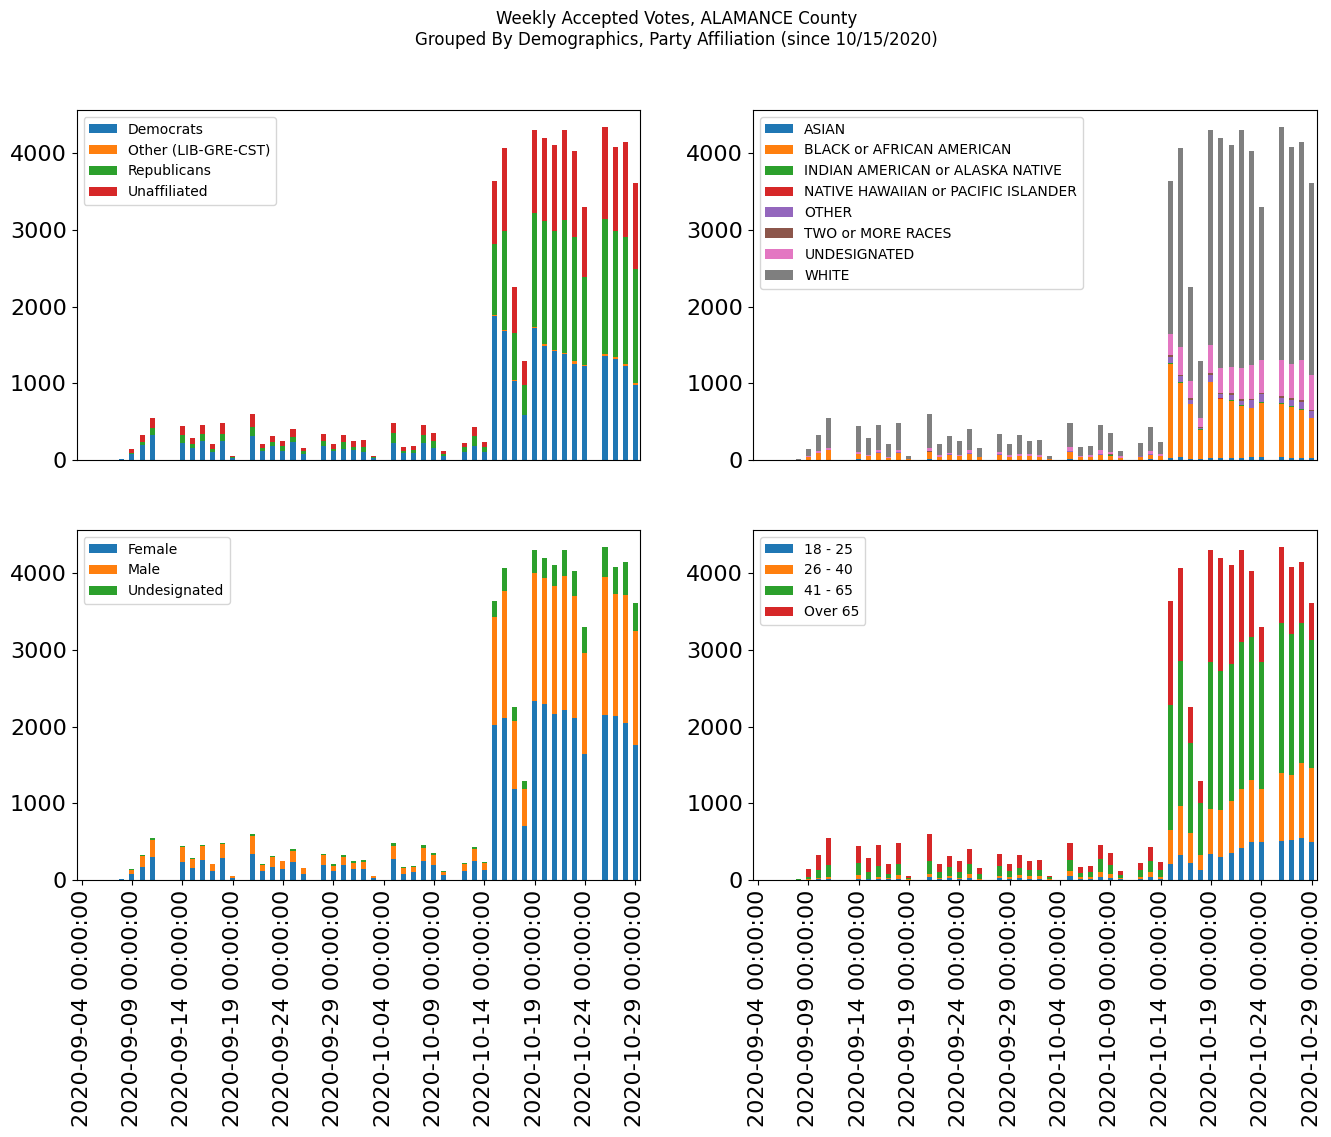 Weekly Accepted Votes, ALAMANCE County
Grouped By Demographics, Party Affiliation (since 10/15/2020)
Democrats
Other (LIB-GRE-CST)
Republicans
Unaffiliated
4000
3000
2000
1000
0
ASIAN
BLACK or AFRICAN AMERICAN
INDIAN AMERICAN or ALASKA NATIVE
NATIVE HAWAIIAN or PACIFIC ISLANDER
OTHER
TWO or MORE RACES
UNDESIGNATED
WHITE
4000
3000
2000
1000
0
Female
Male
Undesignated
4000
3000
2000
1000
0
2020-09-04 00:00:00
2020-09-09 00:00:00
2020-09-14 00:00:00
2020-09-19 00:00:00
2020-09-24 00:00:00
2020-09-29 00:00:00
2020-10-04 00:00:00
2020-10-09 00:00:00
2020-10-14 00:00:00
2020-10-19 00:00:00
2020-10-24 00:00:00
2020-10-29 00:00:00
18 - 25
26 - 40
41 - 65
Over 65
4000
3000
2000
1000
0
2020-09-04 00:00:00
2020-09-09 00:00:00
2020-09-14 00:00:00
2020-09-19 00:00:00
2020-09-24 00:00:00
2020-09-29 00:00:00
2020-10-04 00:00:00
2020-10-09 00:00:00
2020-10-14 00:00:00
2020-10-19 00:00:00
2020-10-24 00:00:00
2020-10-29 00:00:00